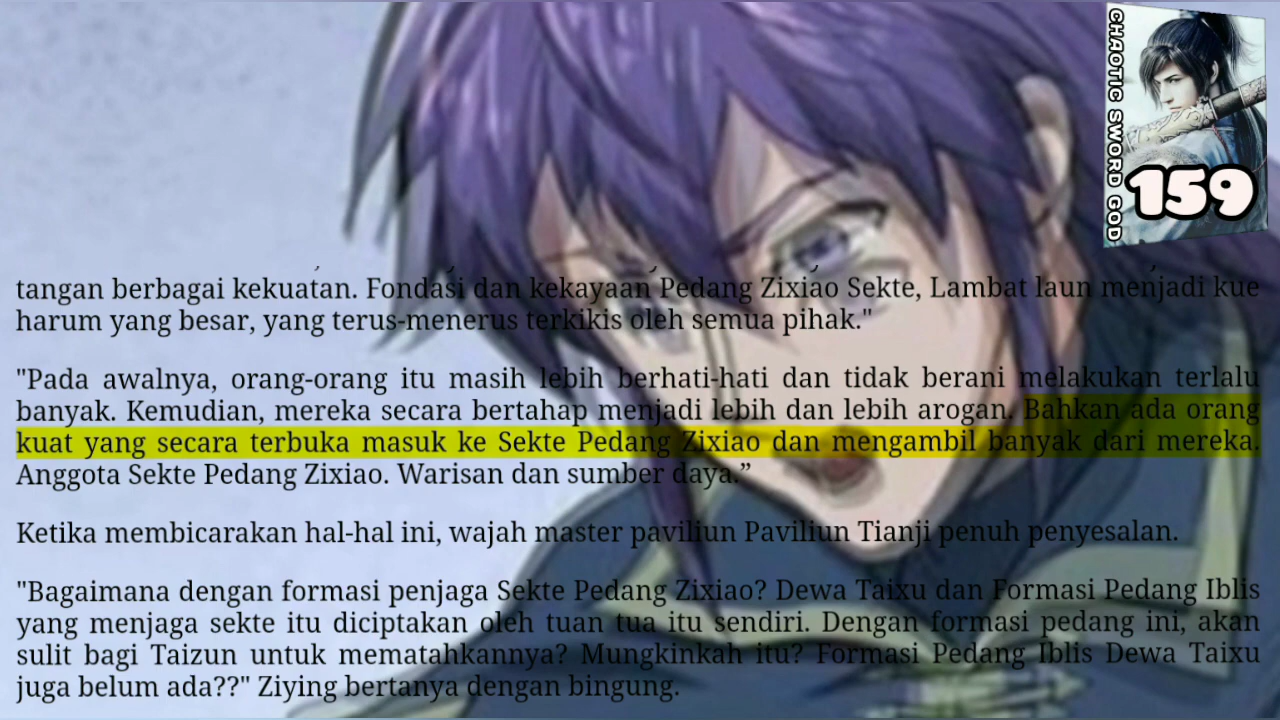 CHAOTIC SWORD GOD
159
tangan berbagai kekuatan. Fondasi dan kekayaan Pedang Zixiao Sekte, Lambat laun menjadi kue
harum yang besar, yang terus-menerus terkikis oleh semua pihak."
"Pada awalnya, orang-orang itu masih lebih berhati-hati dan tidak berani melakukan terlalu
banyak. Kemudian, mereka secara bertahap menjadi lebih dan lebih arogan. Bahkan ada orang
kuat yang secara terbuka masuk ke Sekte Pedang Zixiao dan mengambil banyak dari mereka.
Anggota Sekte Pedang Zixiao. Warisan dan sumber daya.”
Ketika membicarakan hal-hal ini, wajah master paviliun Paviliun Tianji penuh penyesalan.
"Bagaimana dengan formasi penjaga Sekte Pedang Zixiao? Dewa Taixu dan Formasi Pedang Iblis
yang menjaga sekte itu diciptakan oleh tuan tua itu sendiri. Dengan formasi pedang ini, akan
sulit bagi Taizun untuk mematahkannya? Mungkinkah itu? Formasi Pedang Iblis Dewa Taixu
juga belum ada??" Ziying bertanya dengan bingung.